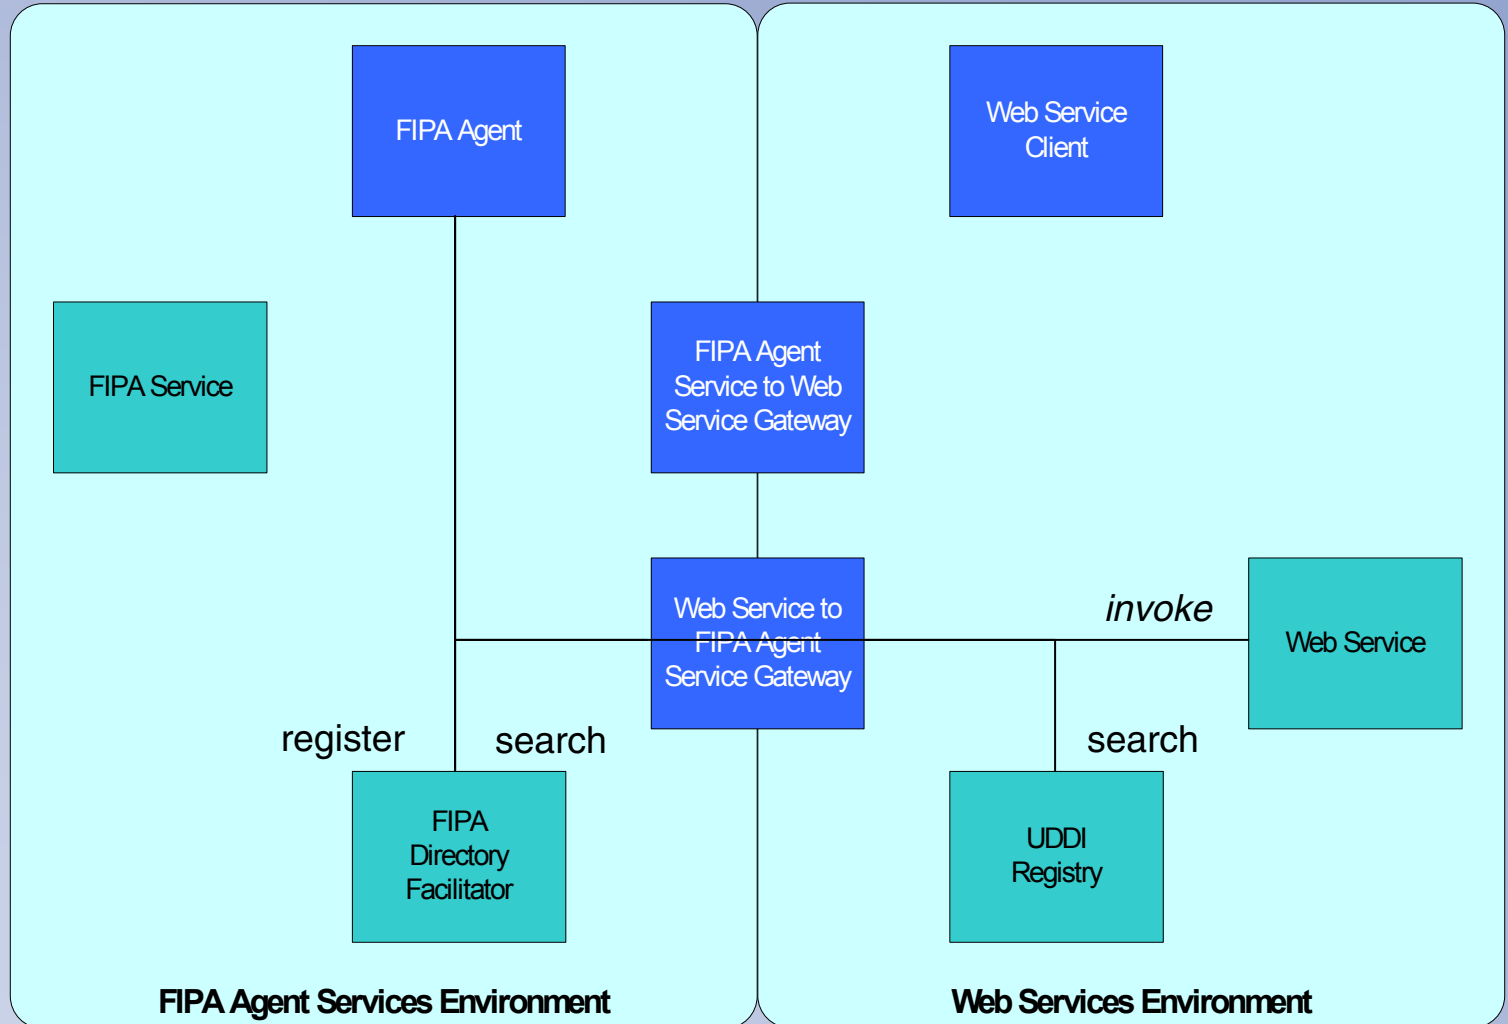 FIPA Agent
Web Service
Client
FIPA Service
FIPA Agent
Service to Web
Service Gateway
Web Service to
FIPA Agent
Service Gateway
invoke
Web Service
register
search
search
FIPA
Directory
Facilitator
UDDI
Registry
FIPA Agent Services Environment
Web Services Environment